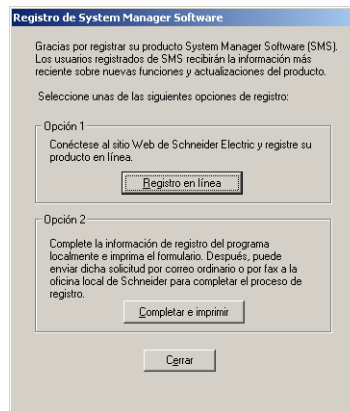 Registro de System Manager Software
Gracias por registrar su producto System Manager Software (SMS).
Los usuarios registrados de SMS recibirán la información más
reciente sobre nuevas funciones y actualizaciones del producto.
Seleccione unas de las siguientes opciones de registro:
Opción 1
Conéctese al sitio Web de Schneider Electric y registre su
producto en línea.
Registro en línea
Opción 2
Complete la información de registro del programa
localmente e imprima el formulario. Después, puede
enviar dicha solicitud por correo ordinario o por fax a la
oficina local de Schneider para completar el proceso de
registro.
Completar e imprimir
Cerrar